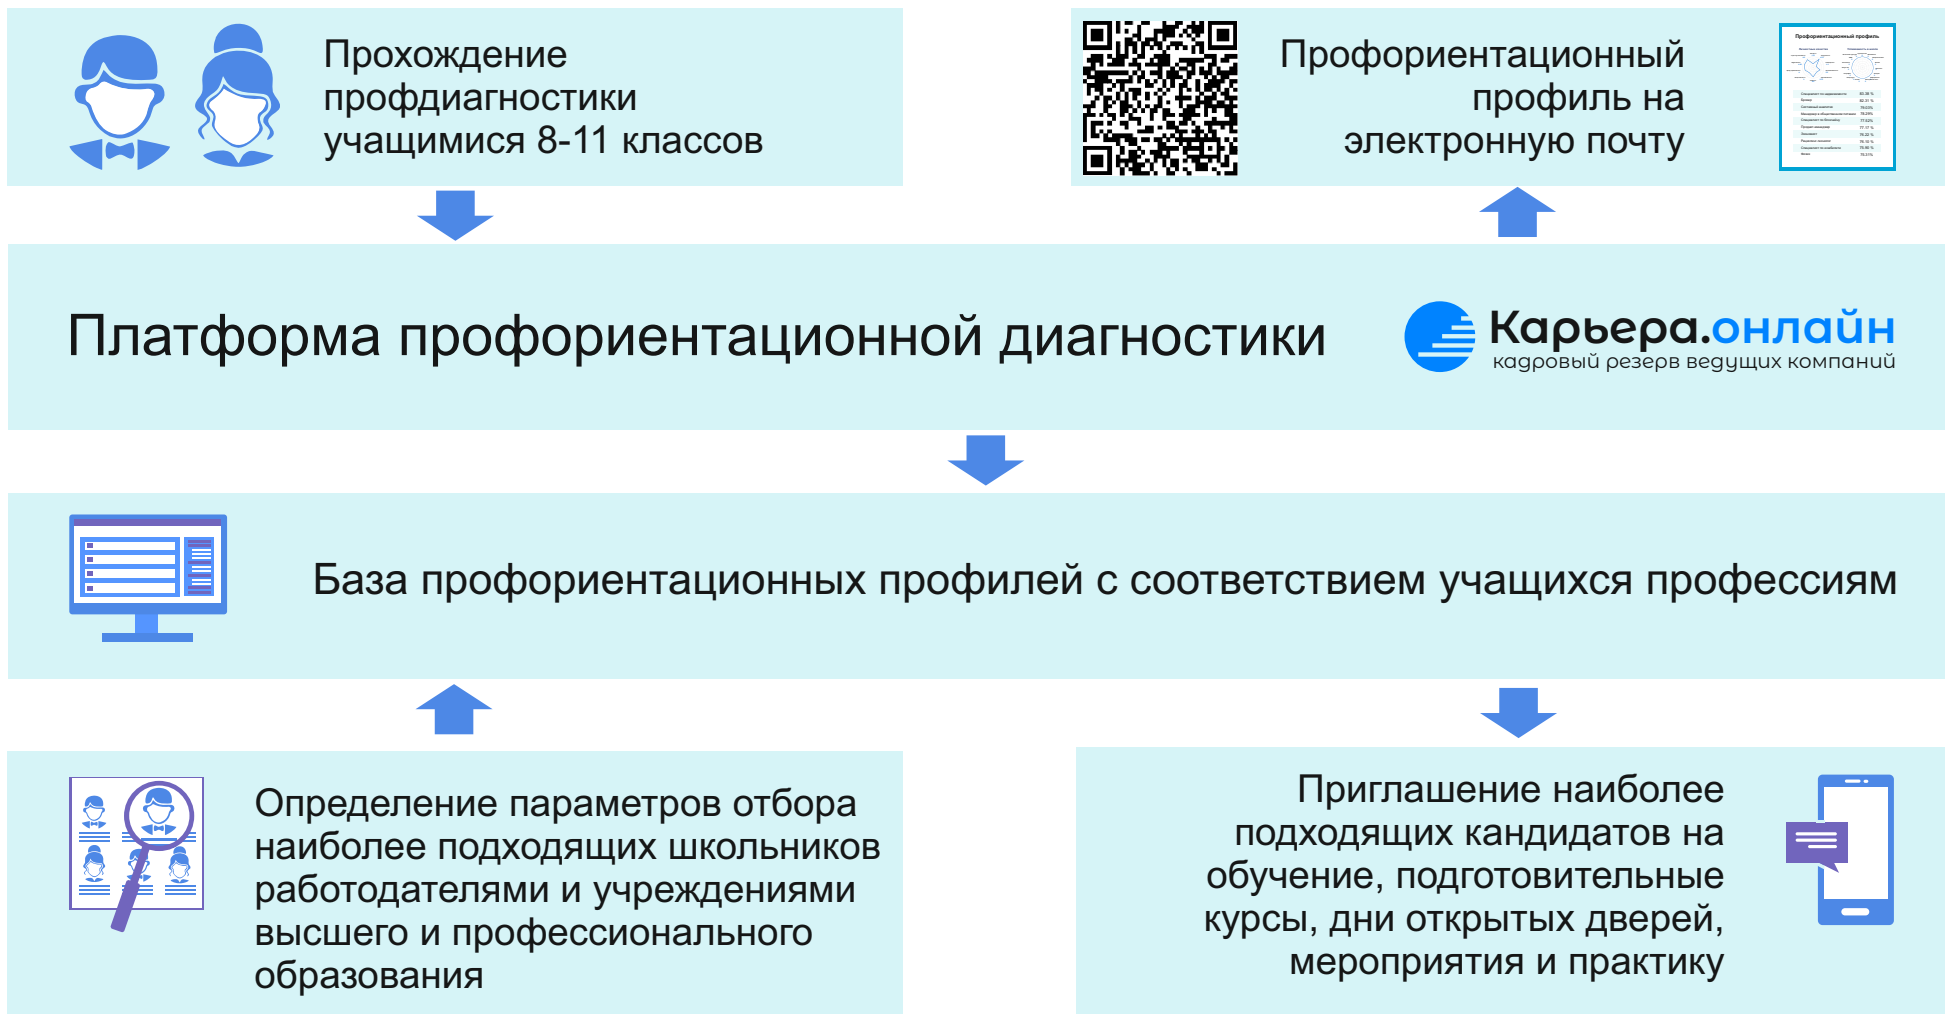 Прохождение
профдиагностики
учащимися 8-11 классов
Профориентационный
профиль на
электронную почту
Профориентационный профиль
Платформа профориентационной диагностики
Карьера.онлайн
кадровый резерв ведущих компаний
База профориентационных профилей с соответствием учащихся профессиям
Определение параметров отбора
наиболее подходящих школьников
работодателями и учреждениями
высшего и профессионального
образования
Приглашение наиболее
подходящих кандидатов на
обучение, подготовительные
курсы, дни открытых дверей,
мероприятия и практику